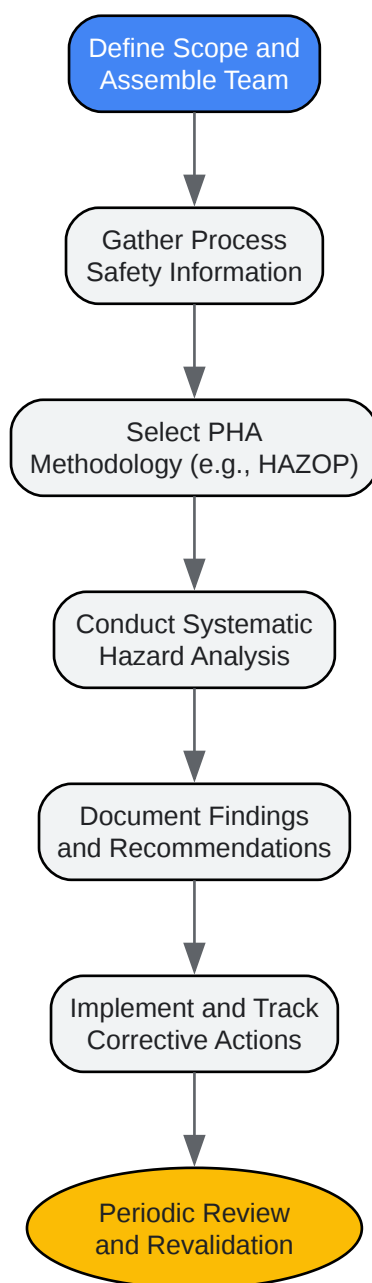 Define Scope and
Assemble Team
Gather Process
Safety Information
Select PHA
Methodology (e.g., HAZOP)
Conduct Systematic
Hazard Analysis
Document Findings
and Recommendations
Implement and Track
Corrective Actions
Periodic Review
and Revalidation